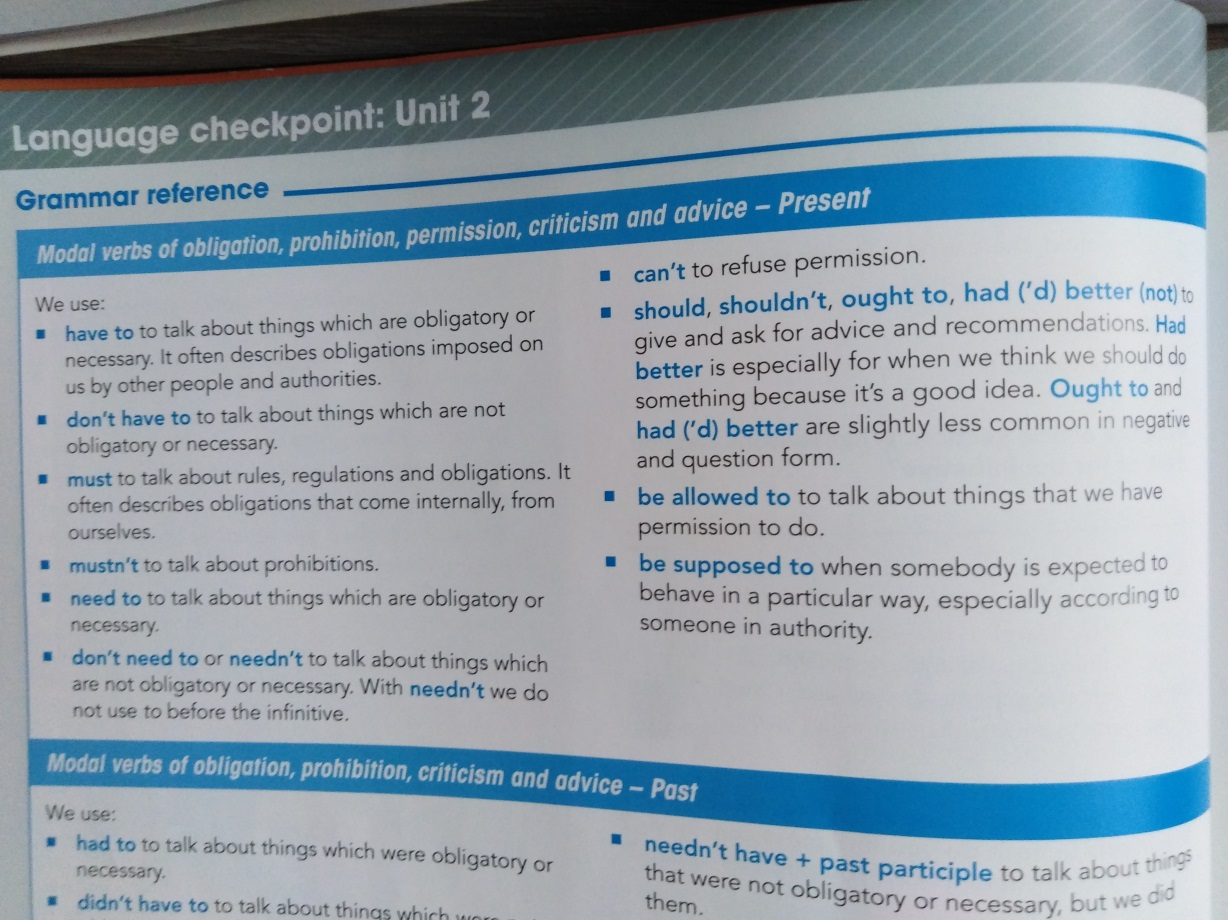 Language checkpoint: Unit 2
Grammar reference
Modal verbs of obligation, prohibition, permission, criticism and advice – Present
We use:
■ have to to talk about things which are obligatory or
necessary. It often describes obligations imposed on
us by other people and authorities.
■ don't have to to talk about things which are not
obligatory or necessary.
■ must to talk about rules, regulations and obligations. It
often describes obligations that come internally, from
ourselves.
■ mustn't to talk about prohibitions.
■ need to to talk about things which are obligatory or
necessary.
■ don't need to or needn't to talk about things which
are not obligatory or necessary. With needn't we do
not use to before the infinitive.
■ can't to refuse permission.
■ should, shouldn't, ought to, had ('d) better (not) to
give and ask for advice and recommendations. Had
better is especially for when we think we should do
something because it's a good idea. Ought to and
had ('d) better are slightly less common in negative
and question form.
■ be allowed to to talk about things that we have
permission to do.
■ be supposed to when somebody is expected to
behave in a particular way, especially according to
someone in authority.
Modal verbs of obligation, prohibition, criticism and advice – Past
We use:
■ had to to talk about things which were obligatory or
necessary.
■ didn't have to to talk about things which were
■ needn't have + past participle to talk about things
that were not obligatory or necessary, but we did
them.